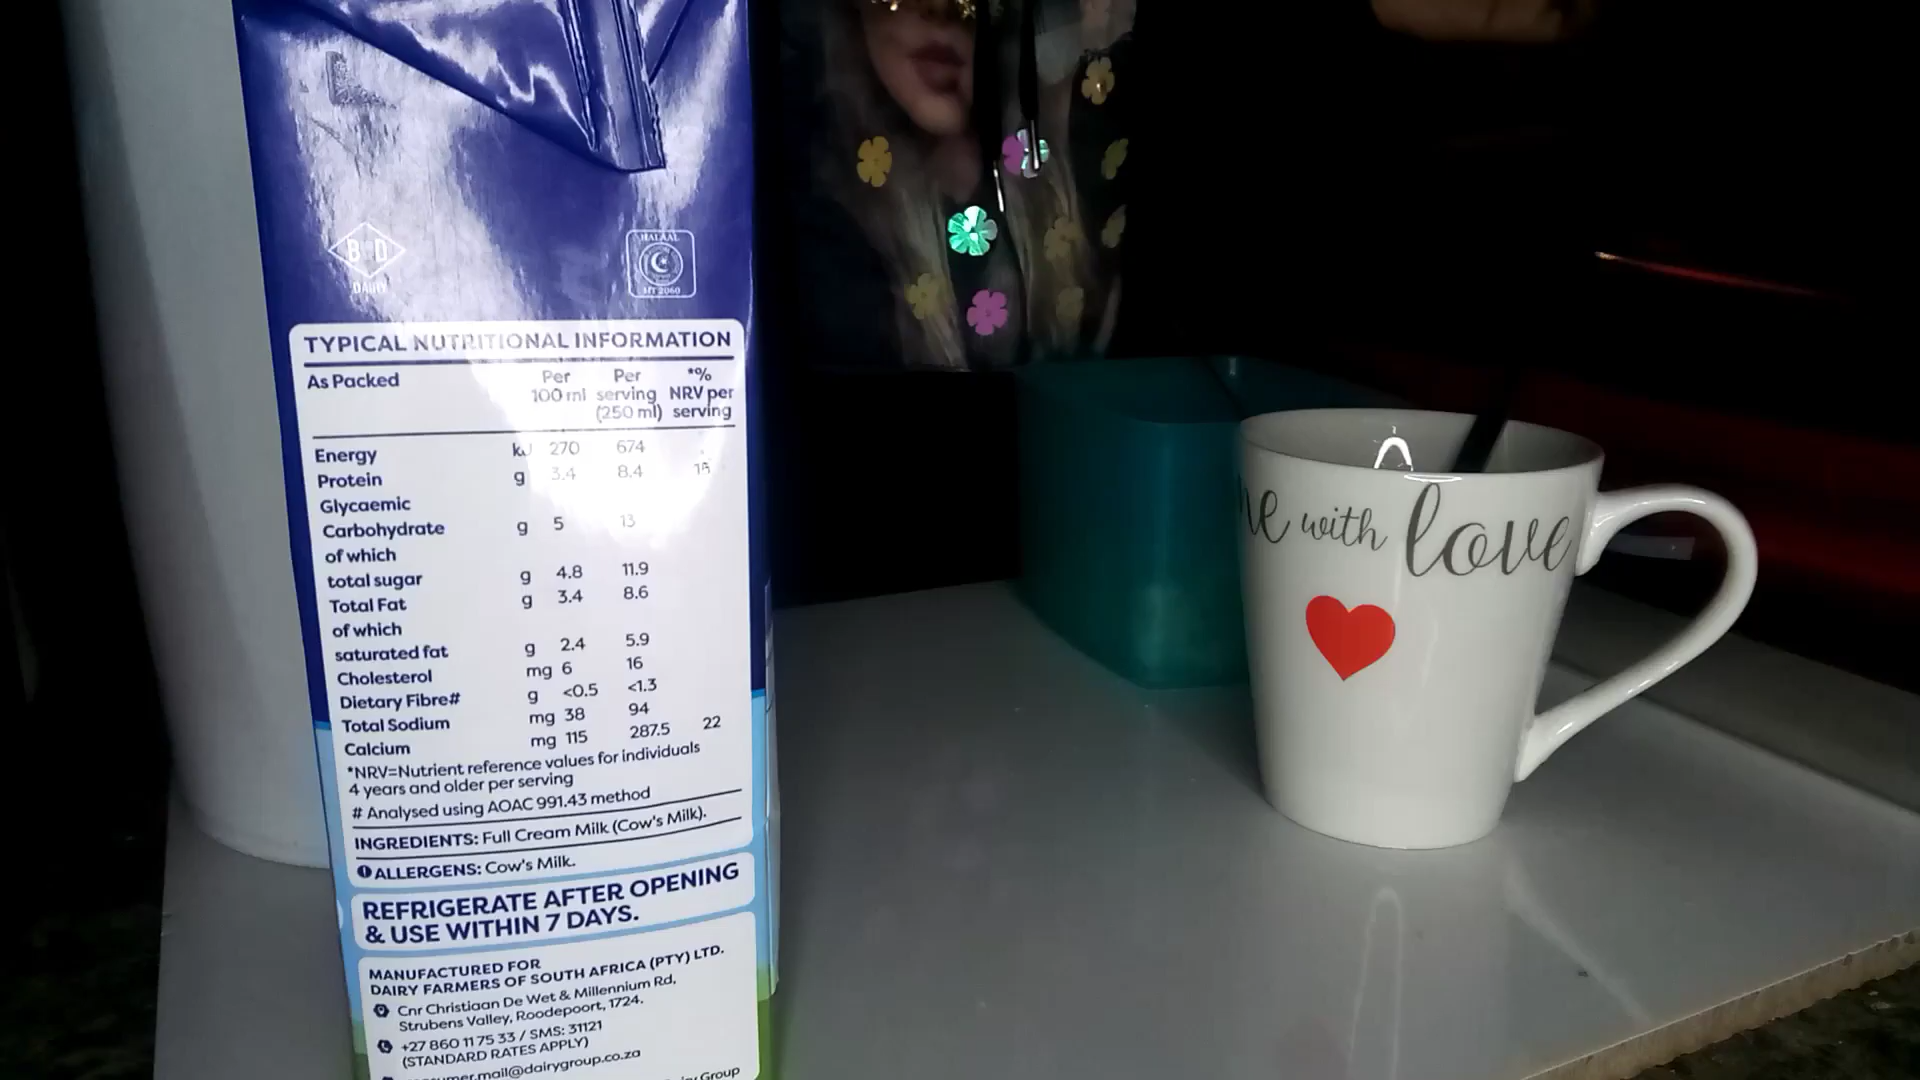 B D
DAIRY
HALAAL
MT 2060
TYPICAL NUTRITIONAL INFORMATION
As Packed Per 100 ml Per serving (250 ml) *% NRV per serving
Energy kJ 270 674
Protein g 3.4 8.4 15
Glycaemic
Carbohydrate g 5 13
of which
total sugar g 4.8 11.9
Total Fat g 3.4 8.6
of which
saturated fat g 2.4 5.9
Cholesterol mg 6 16
Dietary Fibre# g <0.5 <1.3
Total Sodium mg 38 94
Calcium mg 115 287.5 22
*NRV=Nutrient reference values for individuals
4 years and older per serving
# Analysed using AOAC 991.43 method
INGREDIENTS: Full Cream Milk (Cow's Milk).
ALLERGENS: Cow's Milk.
REFRIGERATE AFTER OPENING
& USE WITHIN 7 DAYS.
MANUFACTURED FOR
DAIRY FARMERS OF SOUTH AFRICA (PTY) LTD.
Cnr Christiaan De Wet & Millennium Rd,
Strubens Valley, Roodepoort, 1724.
+27 860 11 75 33 / SMS: 31121
(STANDARD RATES APPLY)
mail@dairygroup.co.za
Group
with love